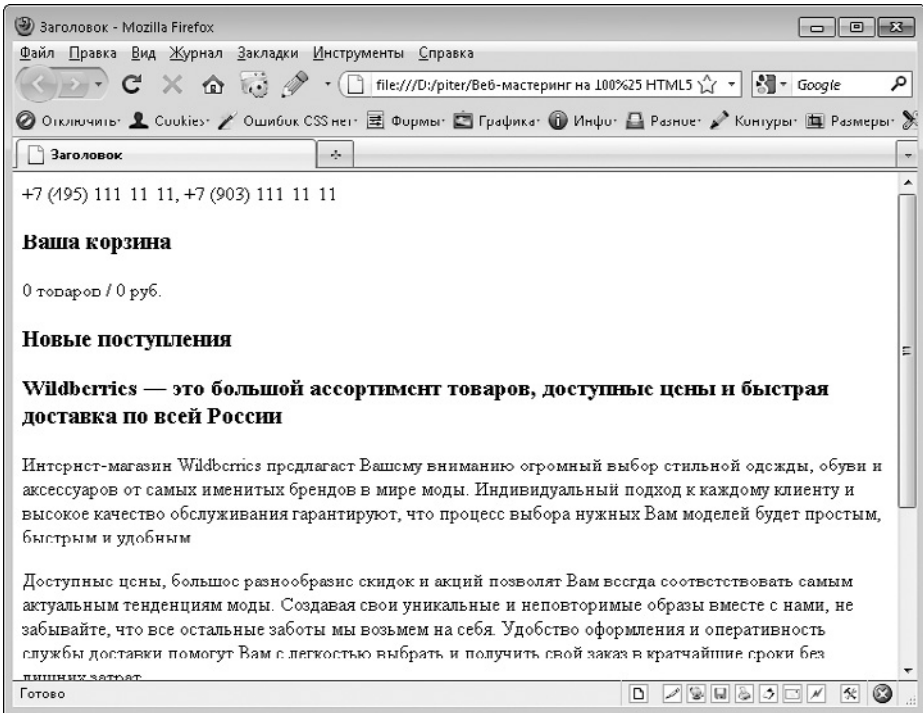 Заголовок - Mozilla Firefox
Файл Правка Вид Журнал Закладки Инструменты Справка
file:///D:/piter/Веб-мастеринг на 100%25 HTML5 Google
Отключить Cookies Ошибок CSS нет Формы Графика Инфо Разное Контуры Размеры
Заголовок
+7 (495) 111 11 11, +7 (903) 111 11 11
Ваша корзина
0 товаров / 0 руб.
Новые поступления
Wildberries — это большой ассортимент товаров, доступные цены и быстрая
доставка по всей России
Интернет-магазин Wildberries предлагает Вашему вниманию огромный выбор стильной одежды, обуви и
аксессуаров от самых именитых брендов в мире моды. Индивидуальный подход к каждому клиенту и
высокое качество обслуживания гарантируют, что процесс выбора нужных Вам моделей будет простым,
быстрым и удобным
Доступные цены, большое разнообразие скидок и акций позволят Вам всегда соответствовать самым
актуальным тенденциям моды. Создавая свои уникальные и неповторимые образы вместе с нами, не
забывайте, что все остальные заботы мы возьмем на себя. Удобство оформления и оперативность
службы доставки помогут Вам с легкостью выбрать и получить свой заказ в кратчайшие сроки без
лишних затрат
Готово